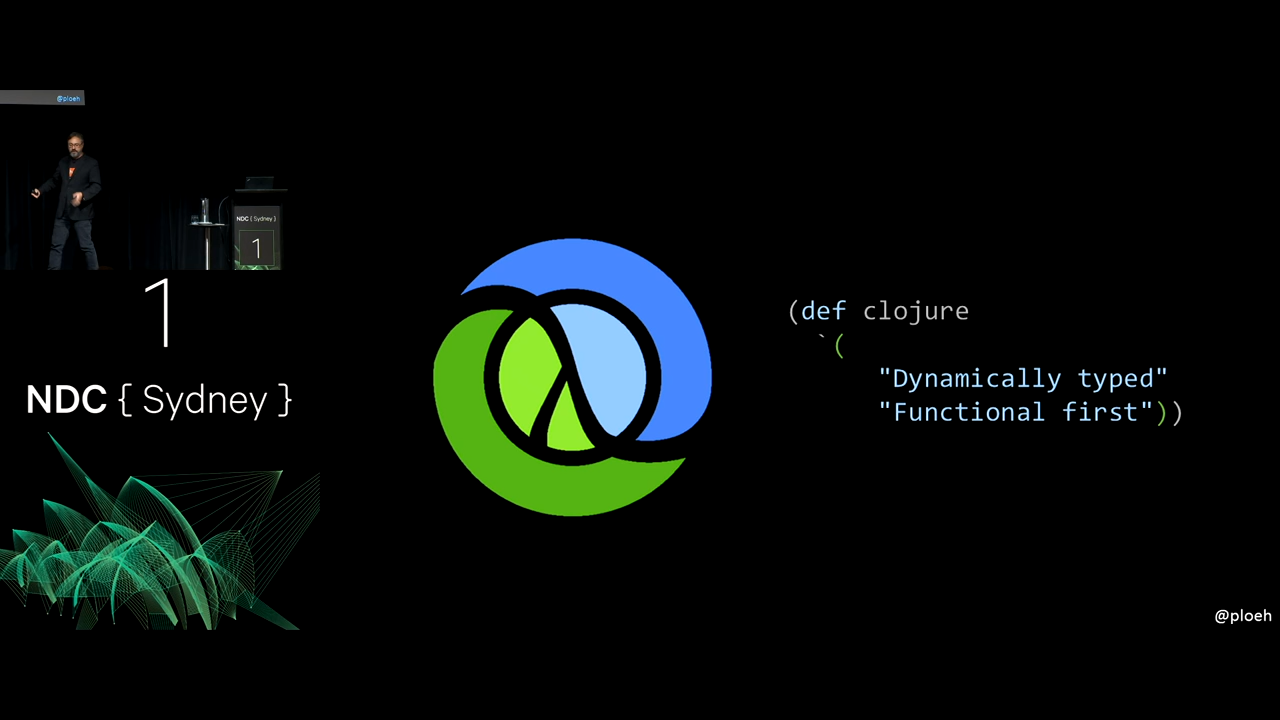 @ploeh
NDC { Sydney }
1
1
NDC { Sydney }
(def clojure
`(
"Dynamically typed"
"Functional first"))
@ploeh